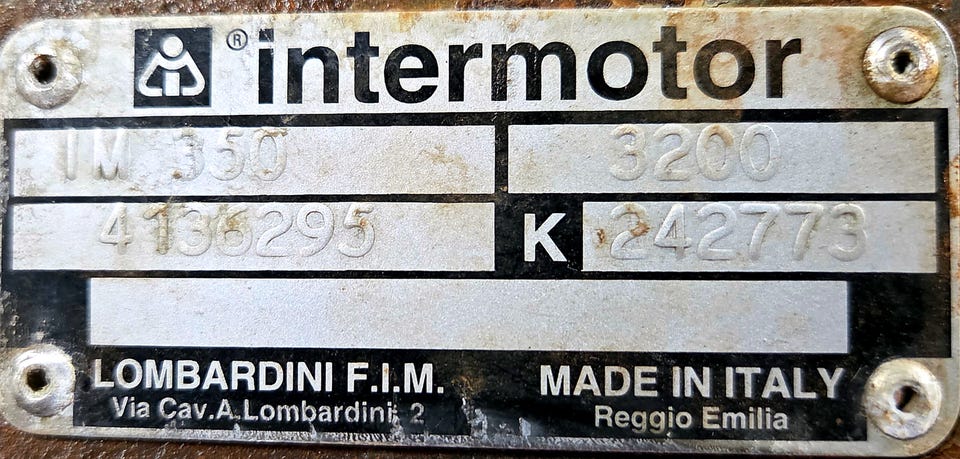 ® intermotor
IM 350 3200
4136295 K 242773
LOMBARDINI F.I.M. MADE IN ITALY
Via Cav.A.Lombardini 2 Reggio Emilia